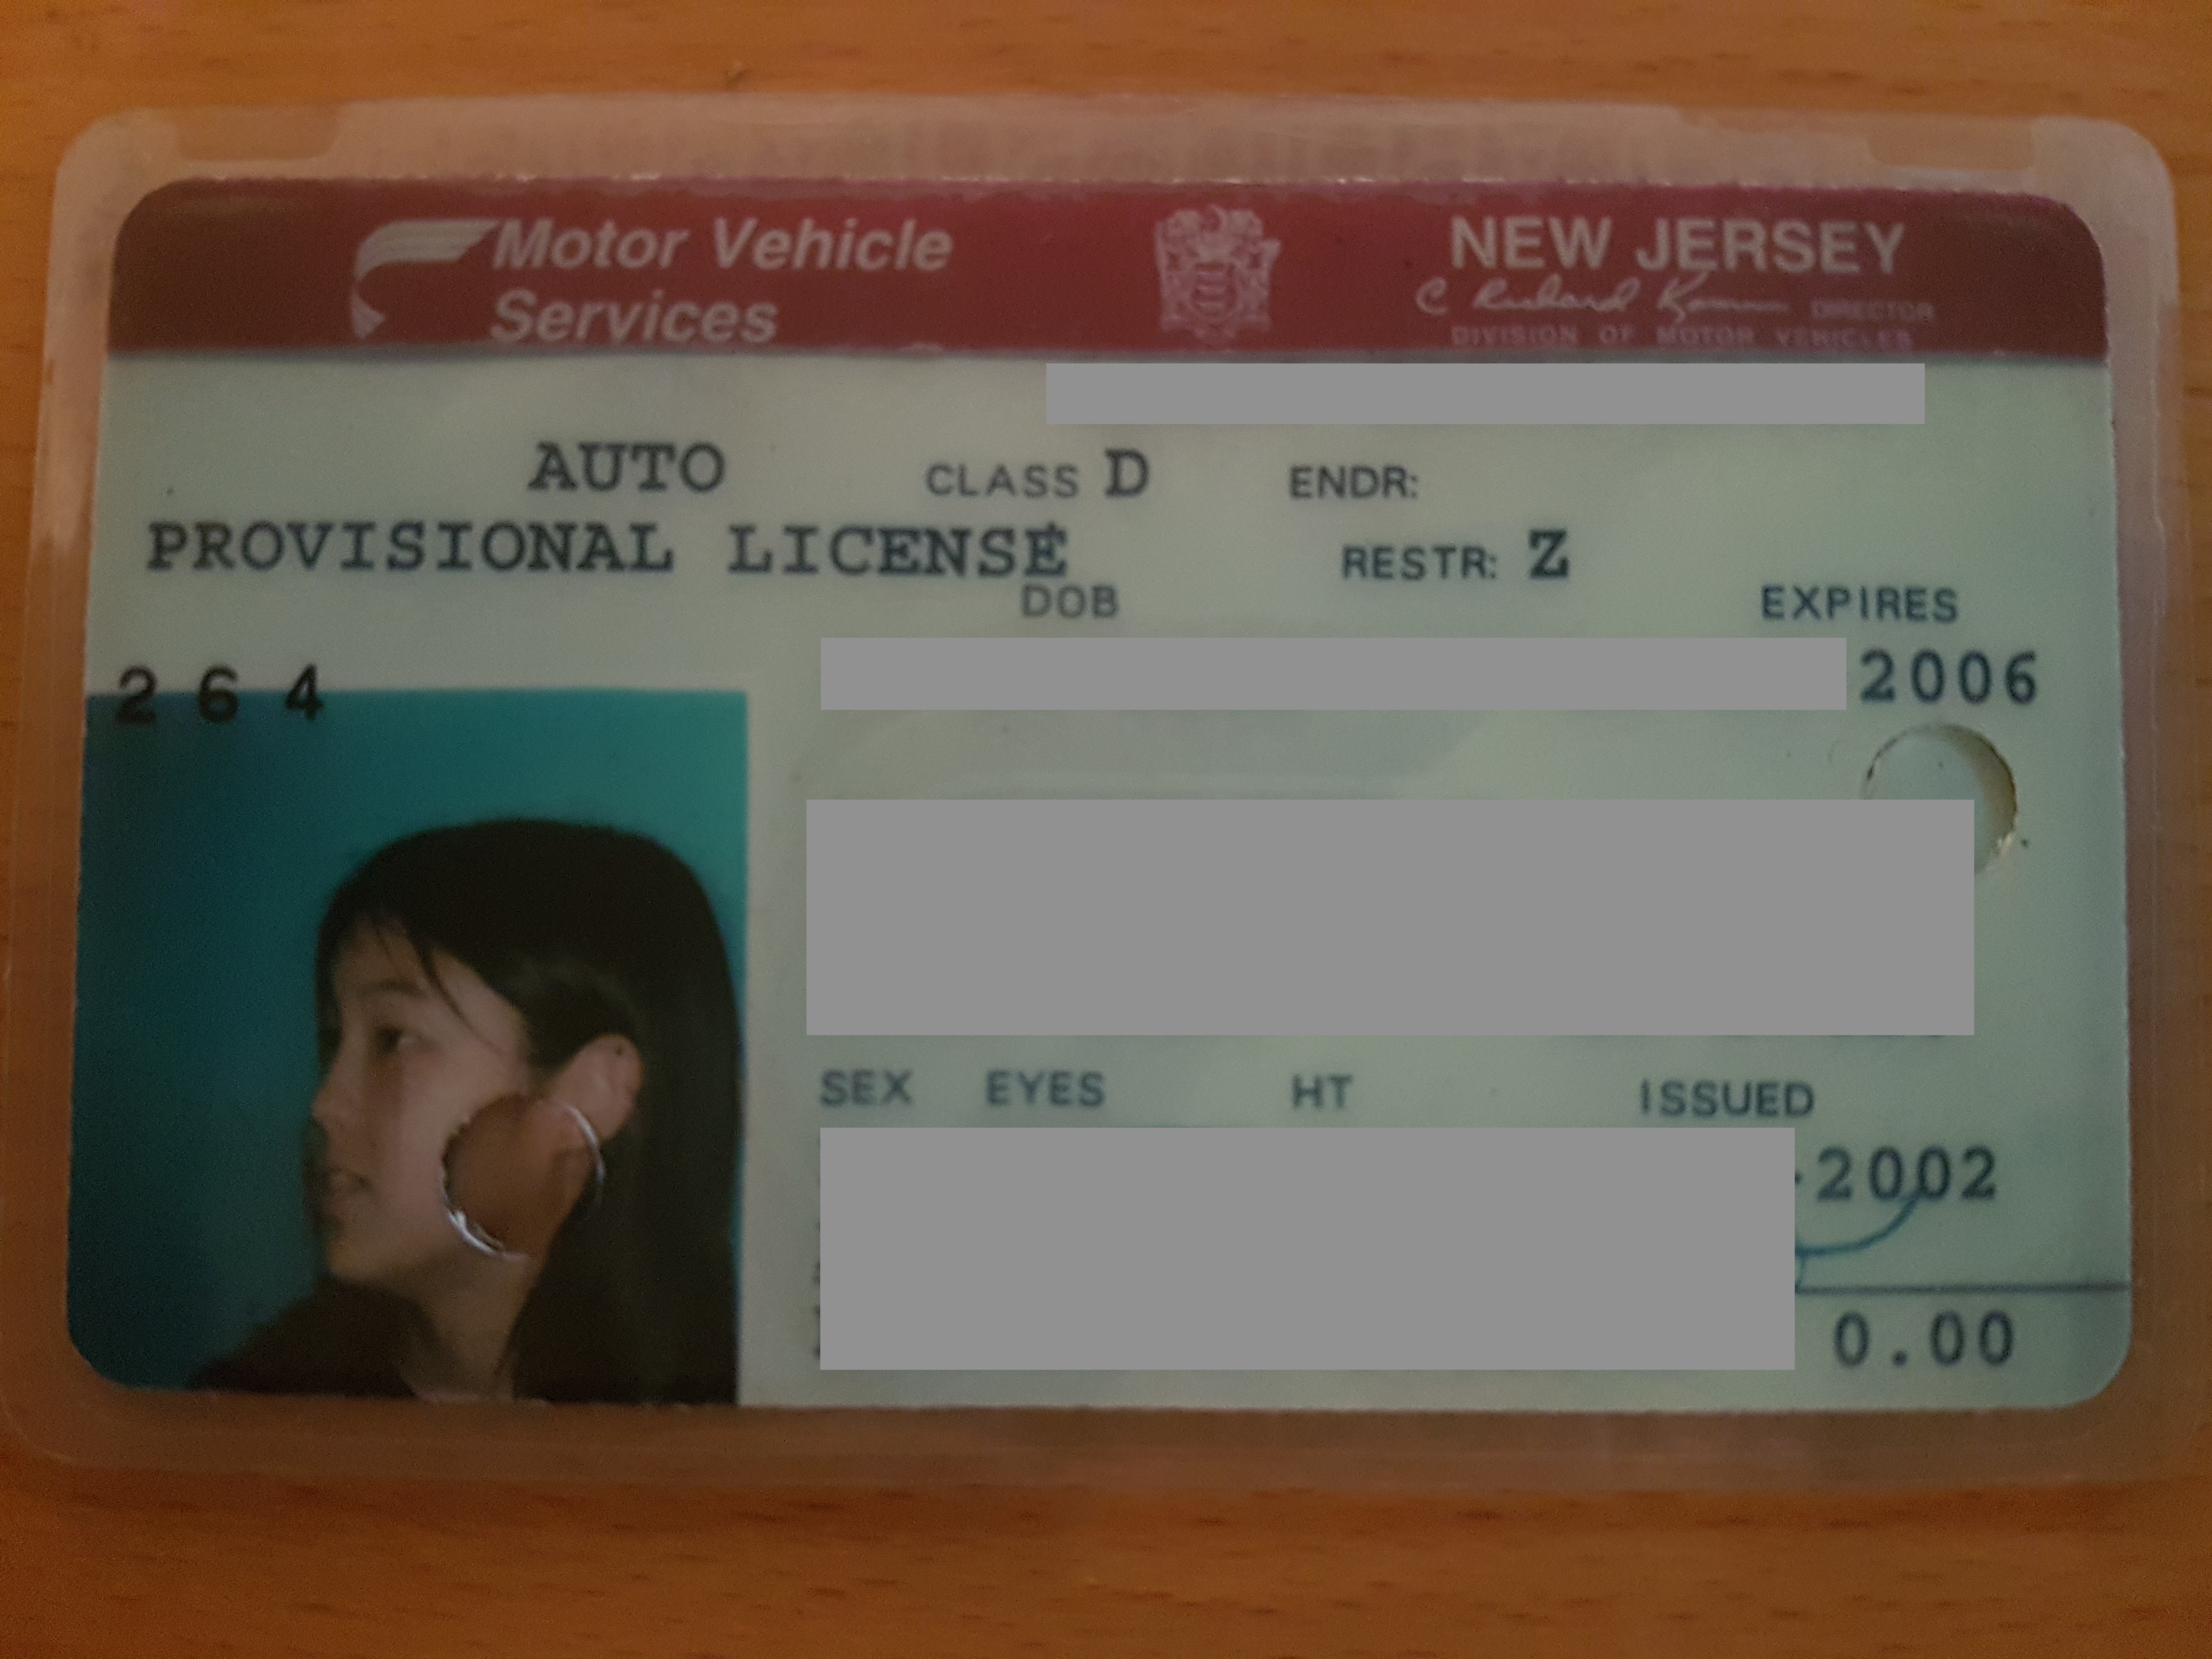 Motor Vehicle
Services
NEW JERSEY
C Richard DIRECTOR
DIVISION OF MOTOR VEHICLES
AUTO CLASS D ENDR:
PROVISIONAL LICENSE RESTR: Z
DOB EXPIRES
2006
264
SEX EYES HT ISSUED
-2002
0.00